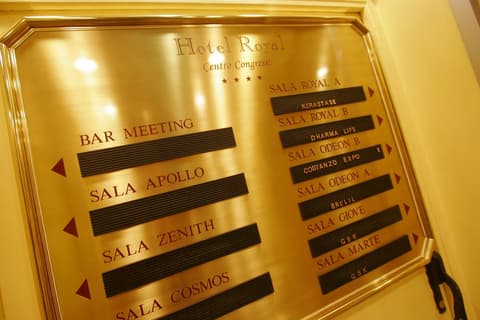 Hotel Royal
Centro Congressi
BAR MEETING
SALA APOLLO
SALA ZENITH
SALA COSMOS
SALA ROYAL A
KERASTASE
SALA ROYAL B
DHARMA LIFE
SALA ODEON B
COSTANZO EXPO
SALA ODEON A
BRELIL
SALA GIOVE
GSK
SALA MARTE
GSK